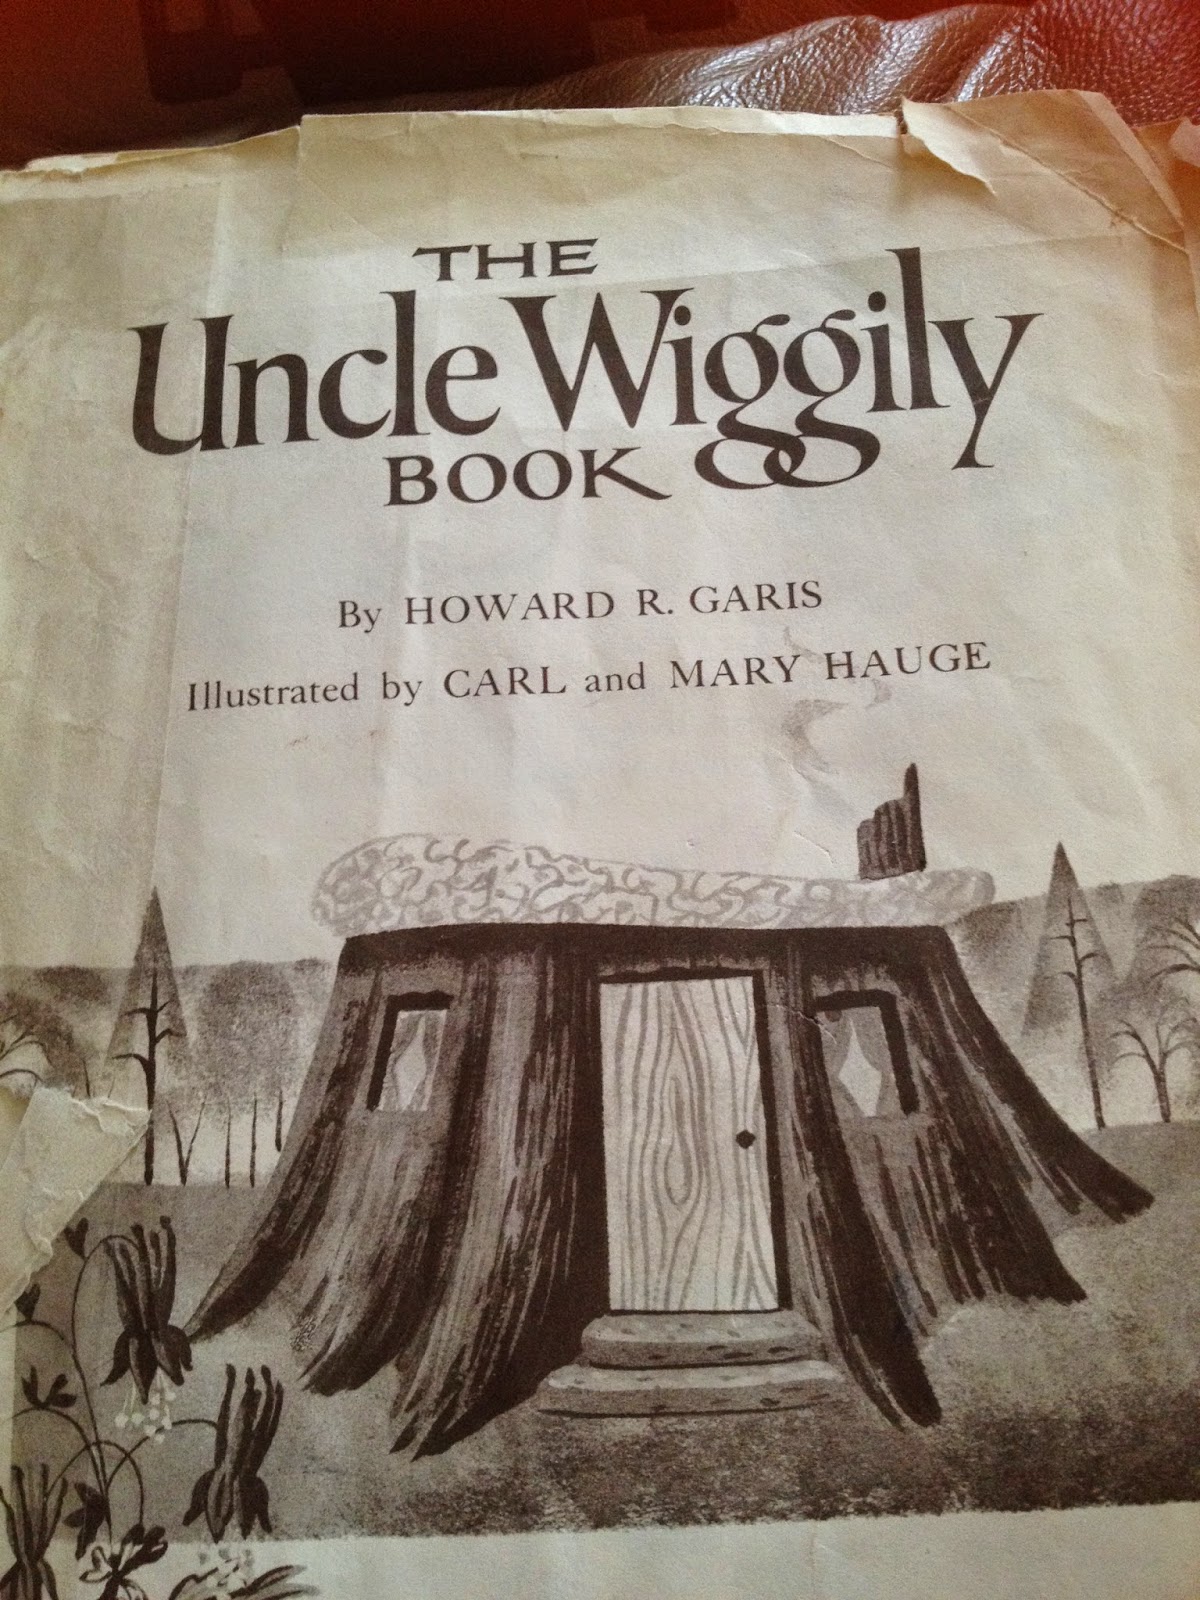 THE
Uncle Wiggily
BOOK
By HOWARD R. GARIS
Illustrated by CARL and MARY HAUGE